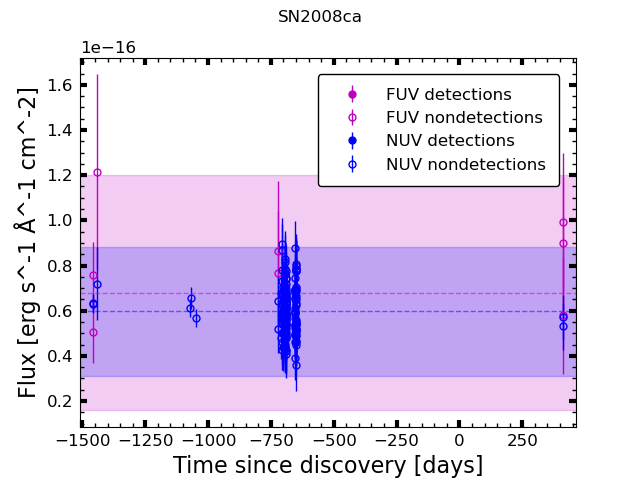 SN2008ca
1e−16
FUV detections
FUV nondetections
NUV detections
NUV nondetections
1.6
1.4
1.2
1.0
0.8
0.6
0.4
0.2
Flux [erg s^-1 Å^-1 cm^-2]
−1500 −1250 −1000 −750 −500 −250 0 250
Time since discovery [days]